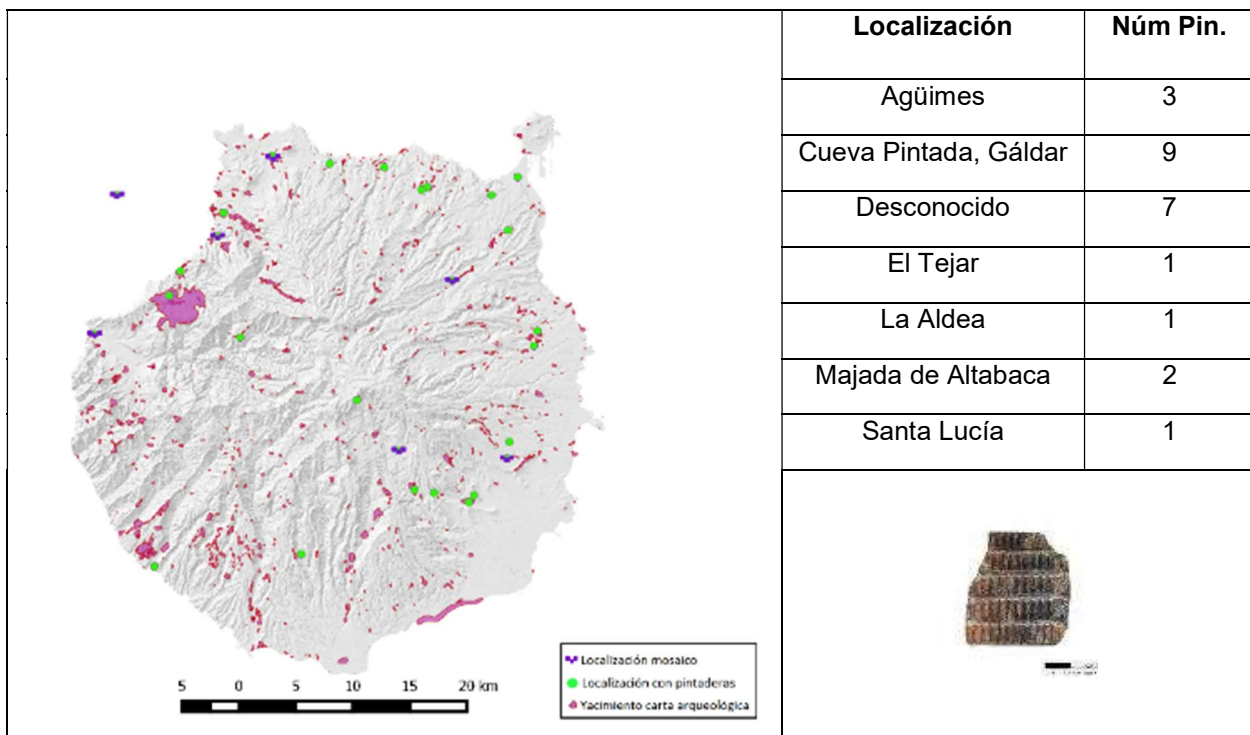 Localización Núm Pin.
Agüimes 3
Cueva Pintada, Gáldar 9
Desconocido 7
El Tejar 1
La Aldea 1
Majada de Altabaca 2
Santa Lucía 1
Localización mosaico
Localización con pintaderas
Yacimiento carta arqueológica
5 0 5 10 15 20 km